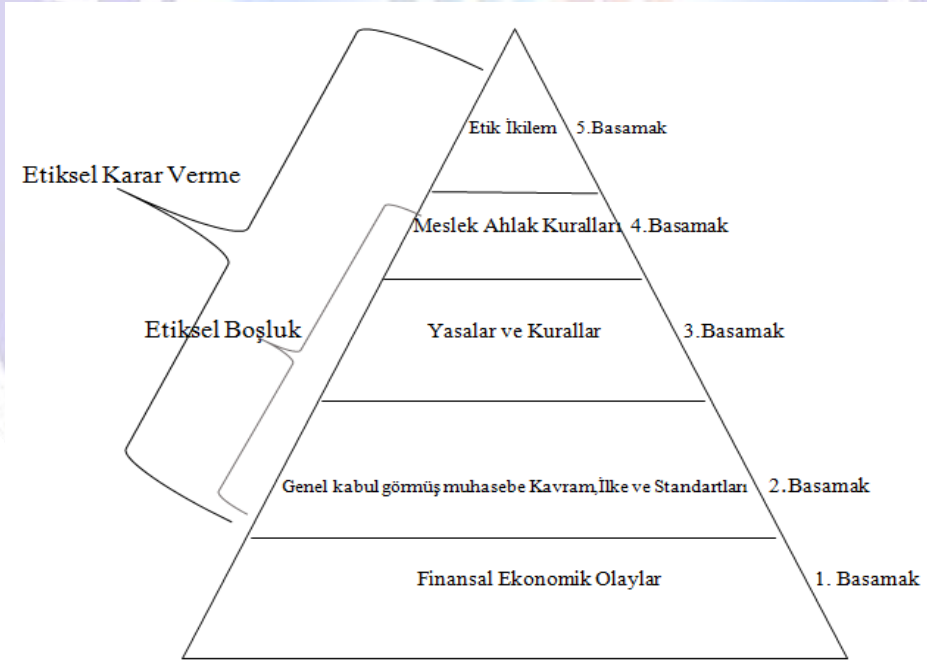 Etik İkilem 5.Basamak
Etiksel Karar Verme
Meslek Ahlak Kuralları 4.Basamak
Etiksel Boşluk
Yasalar ve Kurallar 3.Basamak
Genel kabul görmüş muhasebe Kavram,İlke ve Standartları 2.Basamak
Finansal Ekonomik Olaylar 1. Basamak